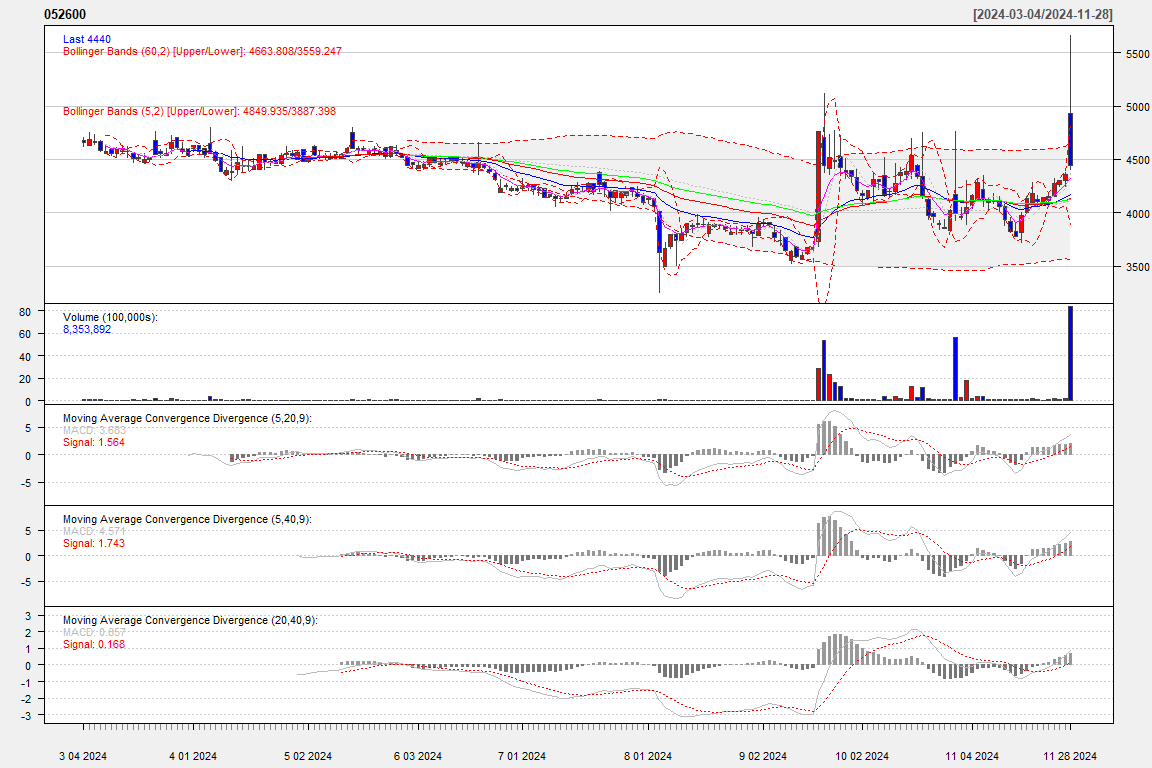 052600
[2024-03-04/2024-11-28]
Last 4440
Bollinger Bands (60,2) [Upper/Lower]: 4663.808/3559.247
Bollinger Bands (5,2) [Upper/Lower]: 4849.935/3887.398
5500
5000
4500
4000
3500
Volume (100,000s):
8,353,892
80
60
40
20
0
Moving Average Convergence Divergence (5,20,9):
MACD: 3.683
Signal: 1.564
5
0
-5
Moving Average Convergence Divergence (5,40,9):
MACD: 4.571
Signal: 1.743
5
0
-5
Moving Average Convergence Divergence (20,40,9):
MACD: 0.857
Signal: 0.168
3
2
1
0
-1
-2
-3
3 04 2024
4 01 2024
5 02 2024
6 03 2024
7 01 2024
8 01 2024
9 02 2024
10 02 2024
11 04 2024
11 28 2024